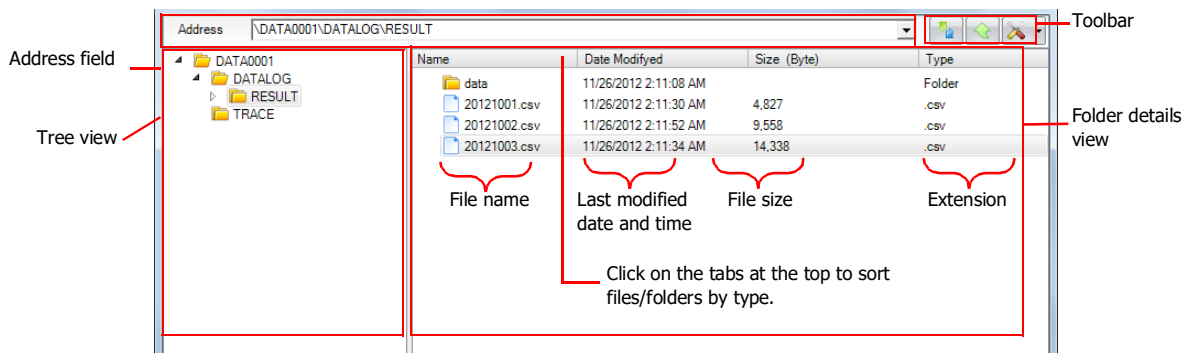 Address \DATA0001\DATALOG\RESULT
Toolbar
Address field
DATA0001
DATALOG
RESULT
TRACE
Tree view
Name Date Modifyed Size (Byte) Type
data 11/26/2012 2:11:08 AM Folder
20121001.csv 11/26/2012 2:11:30 AM 4,827 .csv
20121002.csv 11/26/2012 2:11:52 AM 9,558 .csv
20121003.csv 11/26/2012 2:11:34 AM 14,338 .csv
Folder details
view
File name
Last modified
date and time
File size
Extension
Click on the tabs at the top to sort
files/folders by type.